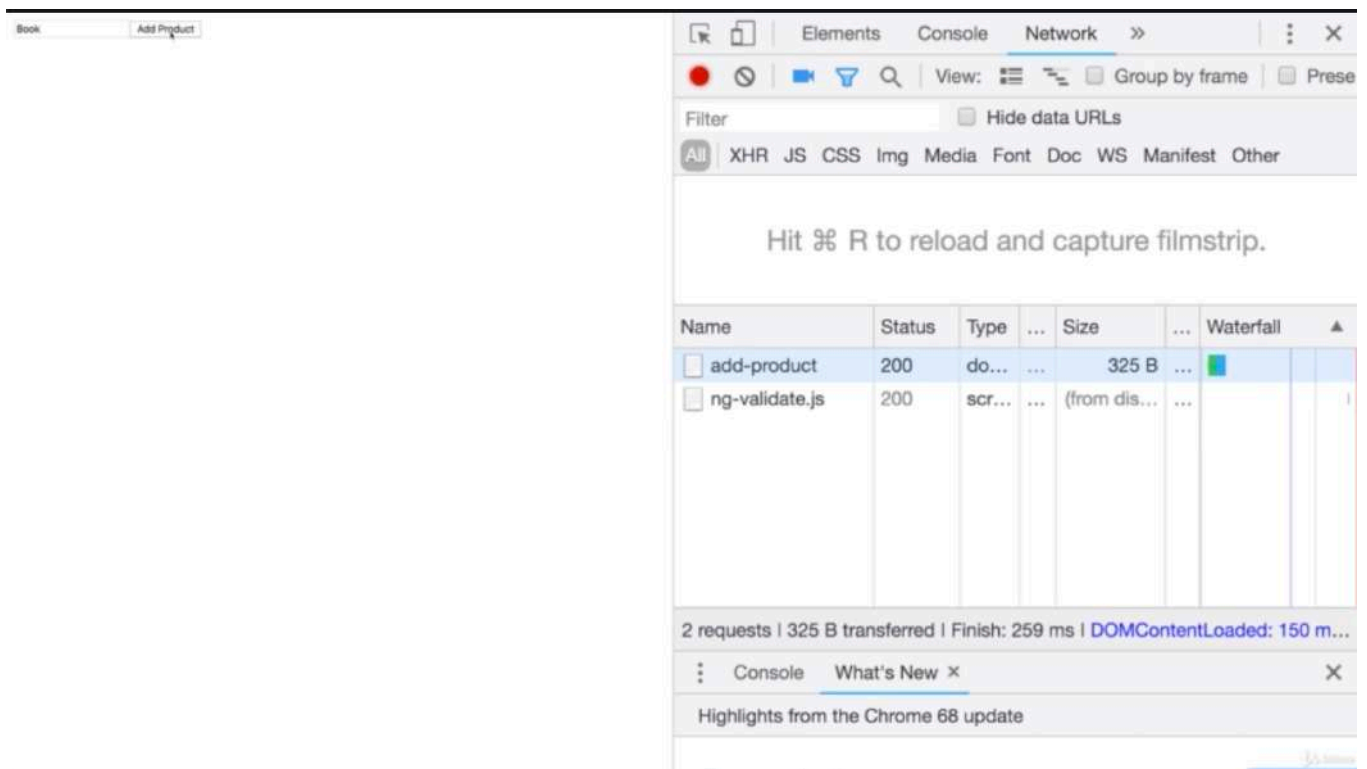 Book Add Product
Elements Console Network »
View: Group by frame Prese
Filter Hide data URLs
All XHR JS CSS Img Media Font Doc WS Manifest Other
Hit ⌘ R to reload and capture filmstrip.
Name Status Type ... Size ... Waterfall ▲
add-product 200 do... ... 325 B ...
ng-validate.js 200 scr... ... (from dis... ...
2 requests | 325 B transferred | Finish: 259 ms | DOMContentLoaded: 150 m...
Console What's New ×
Highlights from the Chrome 68 update